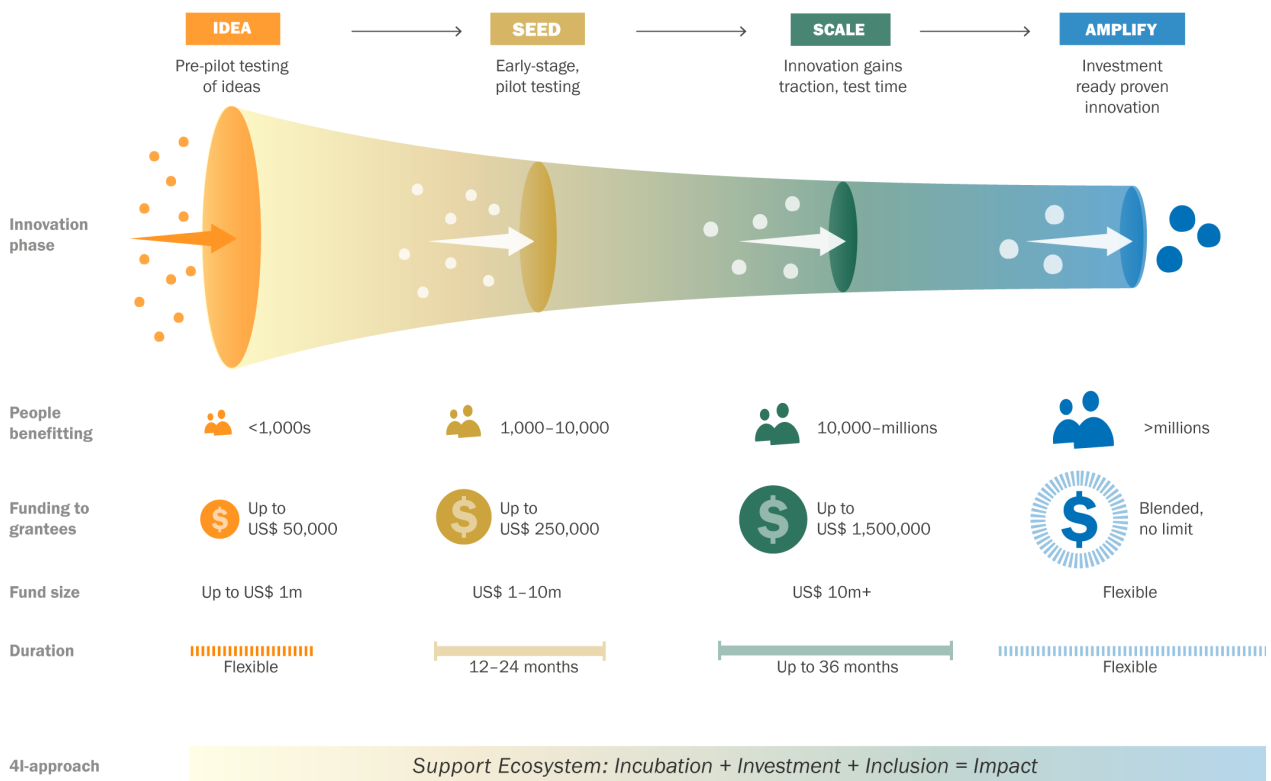 IDEA
SEED
SCALE
AMPLIFY
Pre-pilot testing
of ideas
Early-stage,
pilot testing
Innovation gains
traction, test time
Investment
ready proven
innovation
Innovation
phase
People
benefitting
<1,000s
1,000–10,000
10,000–millions
>millions
Funding to
grantees
$
Up to
US$ 50,000
$
Up to
US$ 250,000
$
Up to
US$ 1,500,000
$
Blended,
no limit
Fund size
Up to US$ 1m
US$ 1–10m
US$ 10m+
Flexible
Duration
Flexible
12–24 months
Up to 36 months
Flexible
4I-approach
Support Ecosystem: Incubation + Investment + Inclusion = Impact